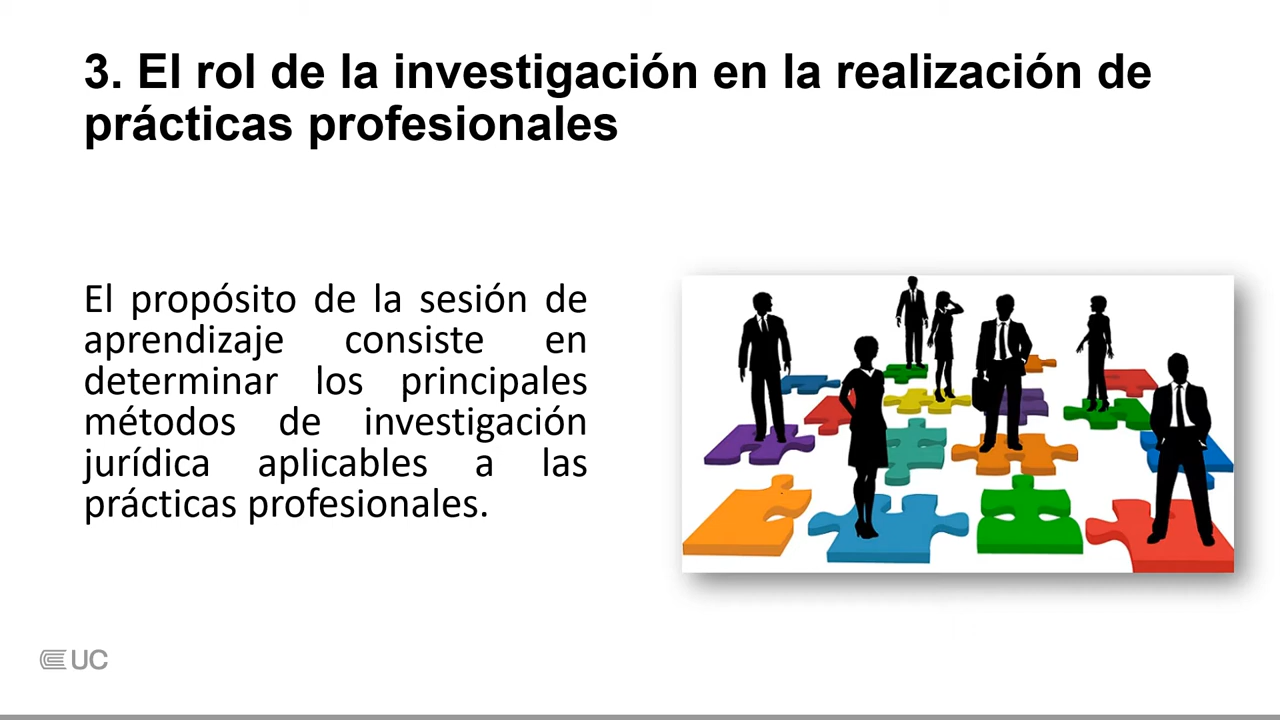 3. El rol de la investigación en la realización de
prácticas profesionales
El propósito de la sesión de
aprendizaje consiste en
determinar los principales
métodos de investigación
jurídica aplicables a las
prácticas profesionales.
UC